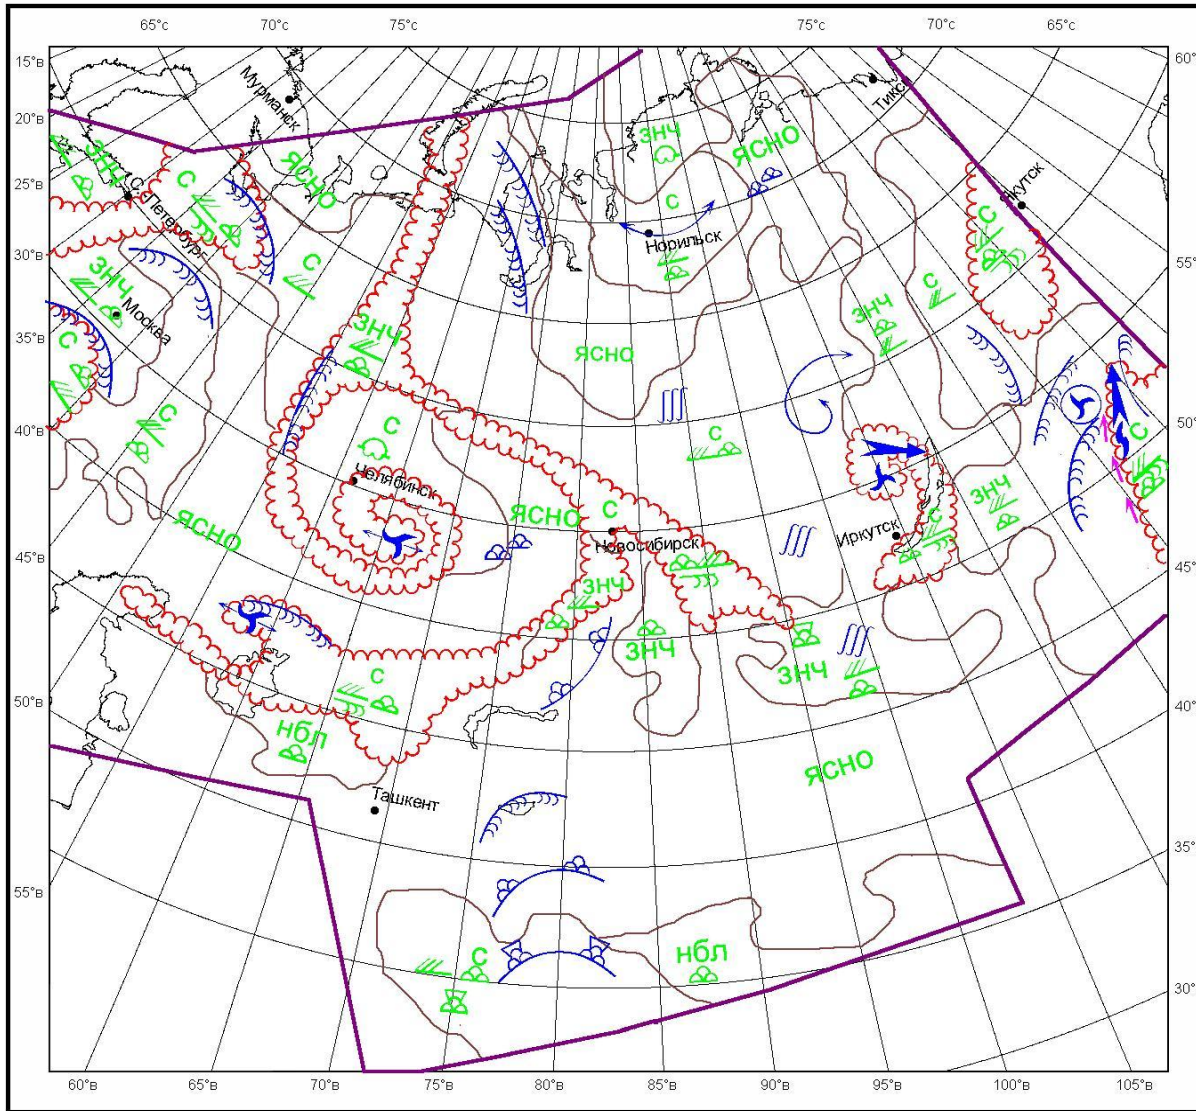 65°с 70°с 75°с 75°с 70°с 65°с
15°в
60°
20°В
25°В
30°В
35°В
40°В
45°В
50°В
55°В
55°
50°
45°
40°
35°
30°
Мурманск
Тикси
Якутск
С.-Петербург
Норильск
Москва
Челябинск
Новосибирск
Иркутск
Ташкент
ЗНЧ
С
ЯСНО
ЗНЧ
С
ЯСНО
С
ЗНЧ
С
С
ЗНЧ
С
С
ЗНЧ
ЯСНО
С
С
С
ЯСНО
ЯСНО
С
ЗНЧ
С
ЗНЧ
ЗНЧ
ЗНЧ
С
нбл
ЯСНО
С
нбл
60°В 65°В 70°В 75°В 80°В 85°В 90°В 95°В 100°В 105°В